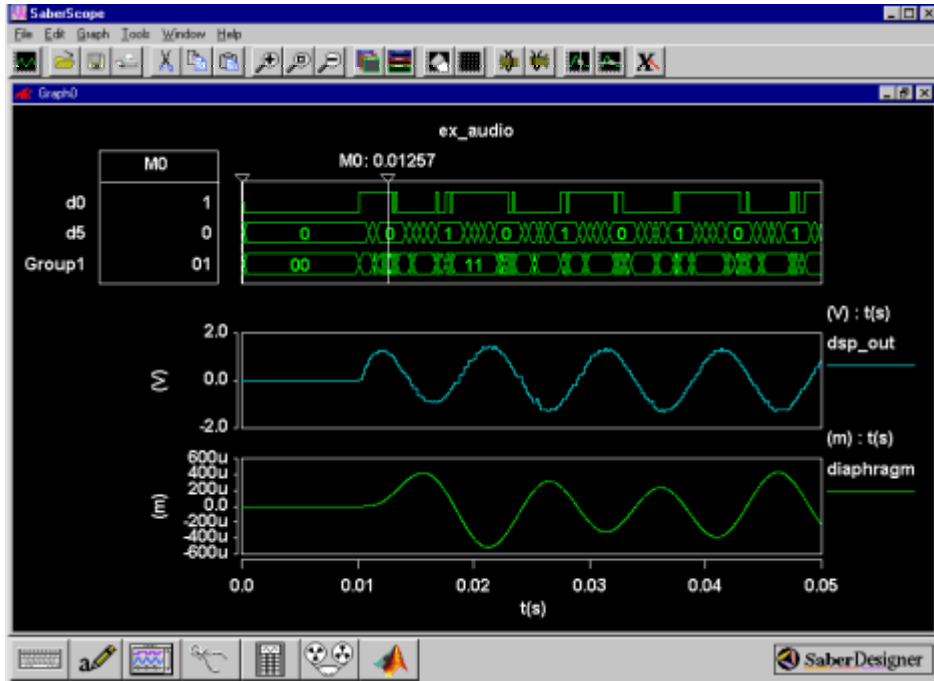 SaberScope
File Edit Graph Tools Window Help
Graph0
ex_audio
M0
M0: 0.01257
d0 1
d5 0 0 0 1 0 1 0 1 0 1
Group1 01 00 11
(V) : t(s)
dsp_out
2.0
0.0
-2.0
(V)
(m) : t(s)
diaphragm
600u
400u
200u
0.0
-200u
-400u
-600u
(m)
0.0 0.01 0.02 0.03 0.04 0.05
t(s)
a
SaberDesigner